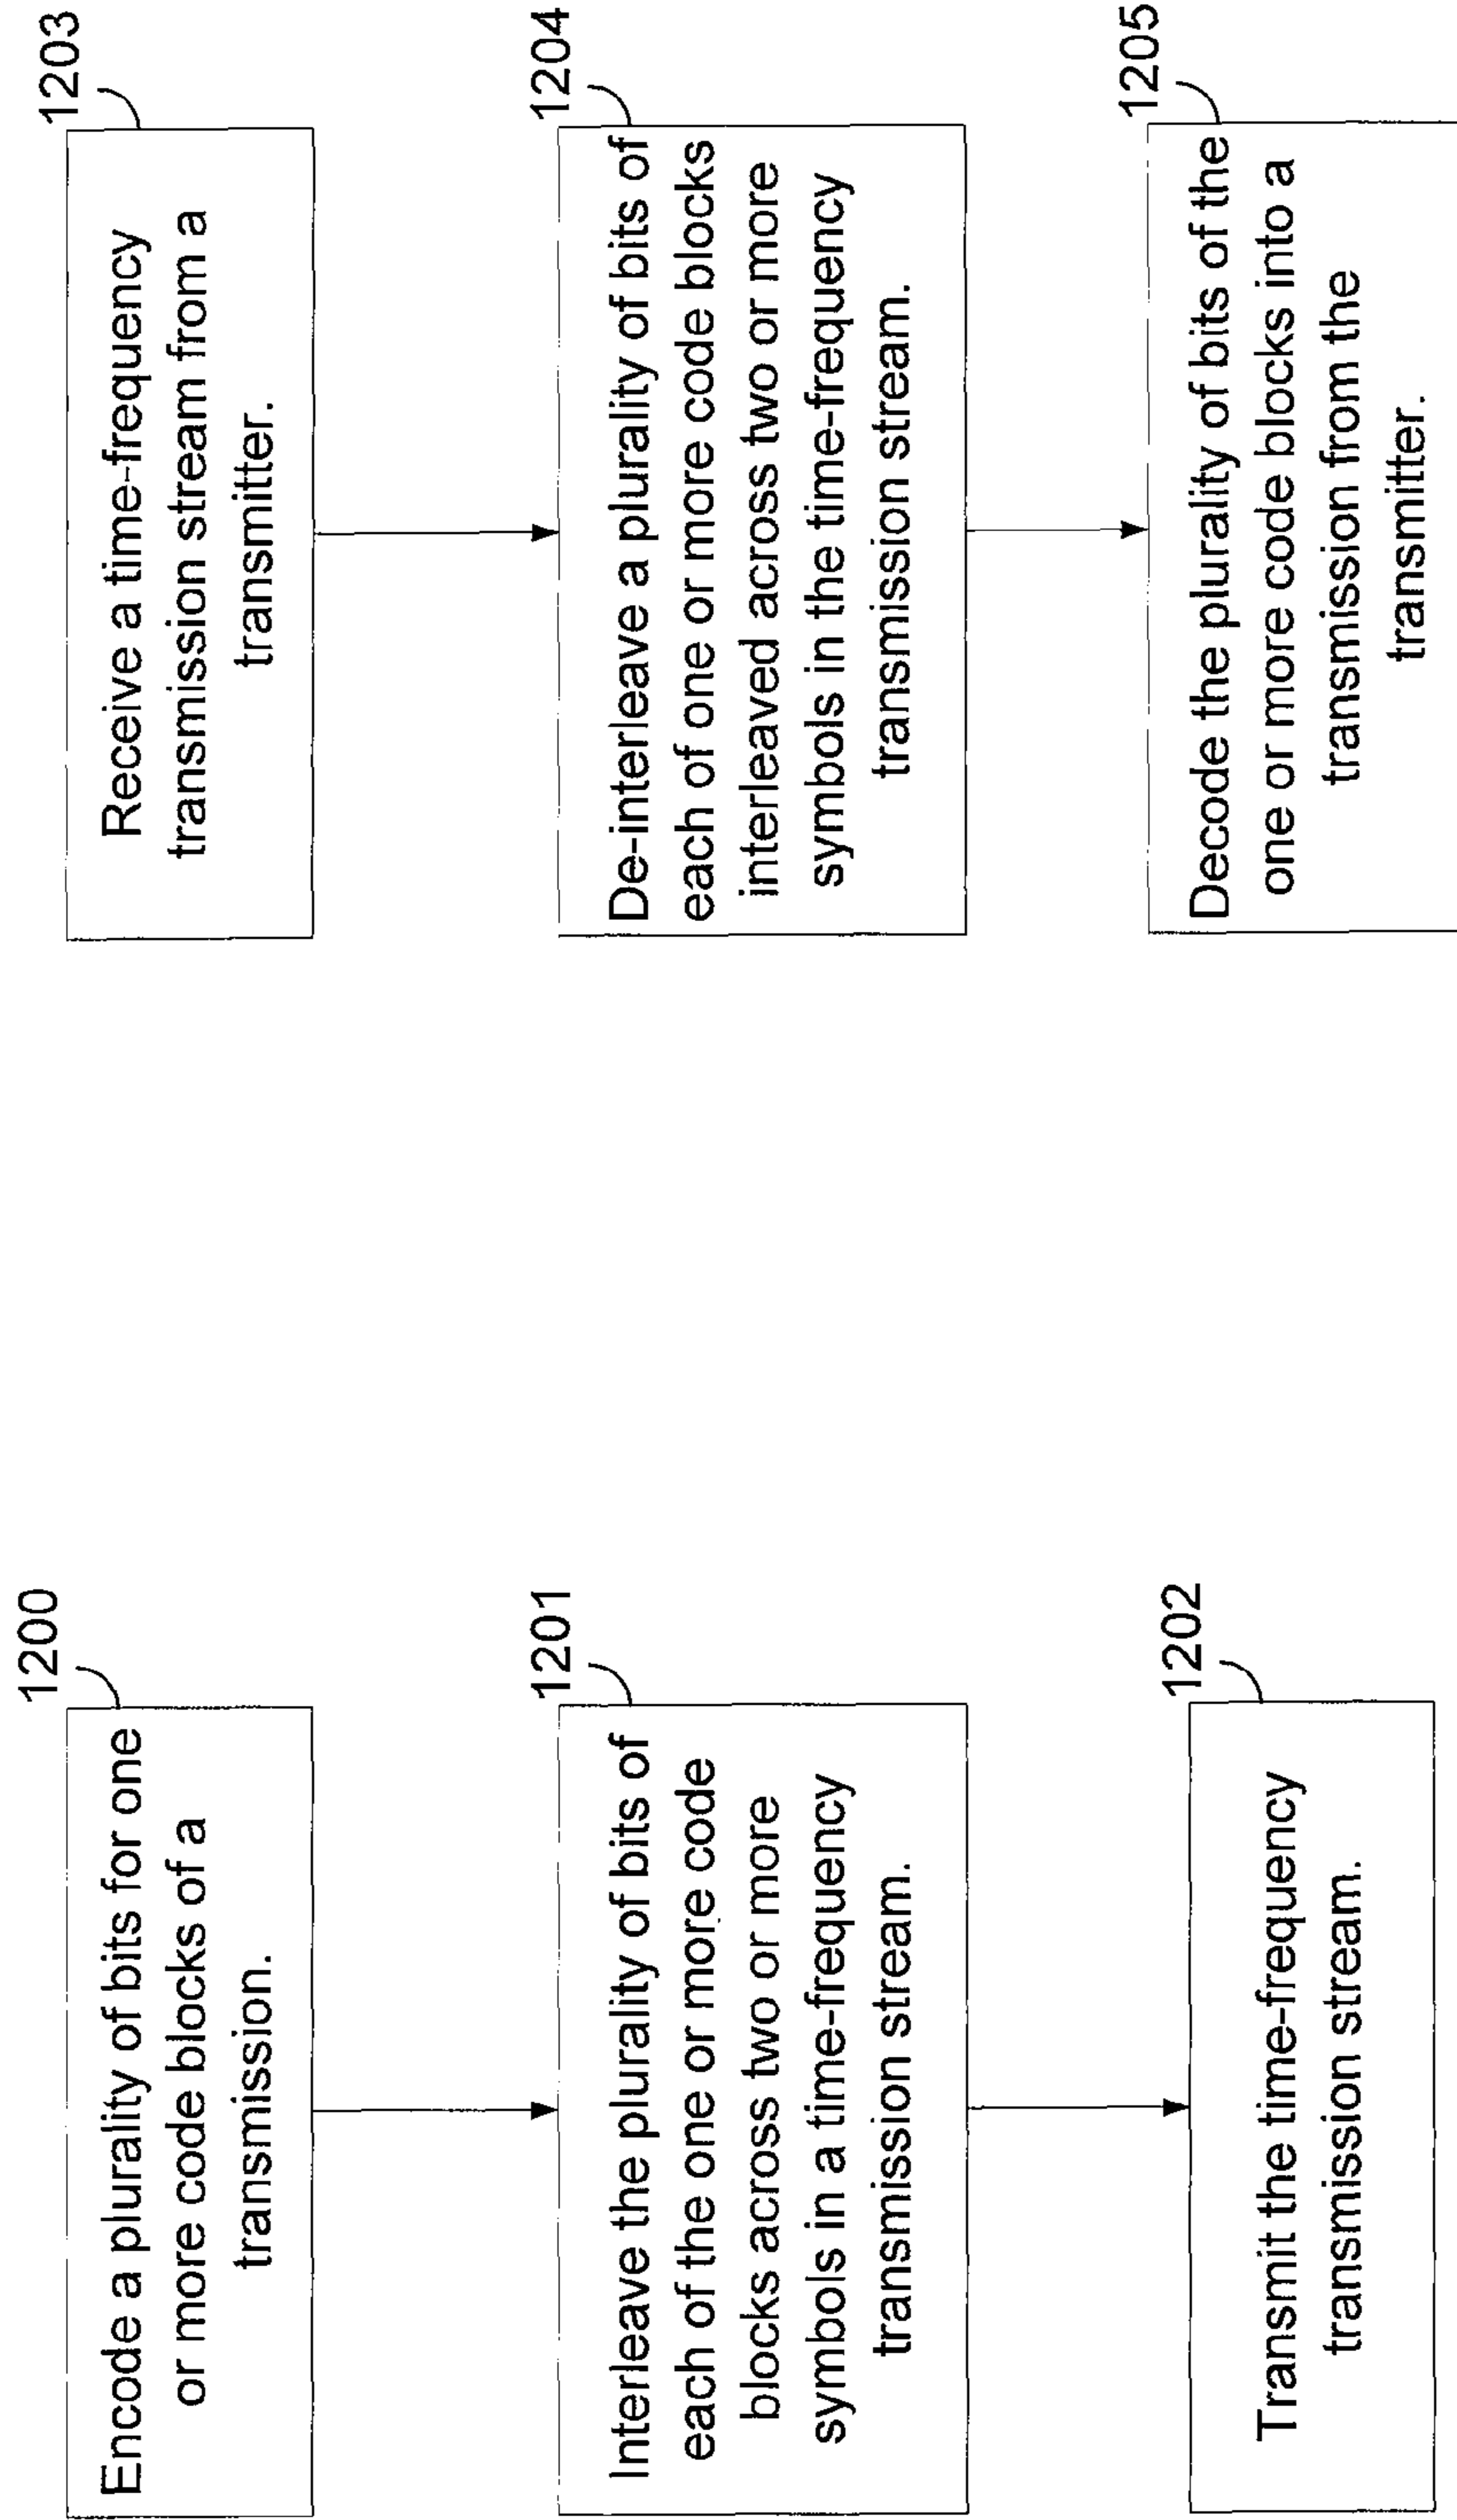 1200
Encode a plurality of bits for one
or more code blocks of a
transmission.
1201
Interleave the plurality of bits of
each of the one or more code
blocks across two or more
symbols in a time-frequency
transmission stream.
1202
Transmit the time-frequency
transmission stream.
1203
Receive a time-frequency
transmission stream from a
transmitter.
1204
De-interleave a plurality of bits of
each of one or more code blocks
interleaved across two or more
symbols in the time-frequency
transmission stream.
1205
Decode the plurality of bits of the
one or more code blocks into a
transmission from the
transmitter.